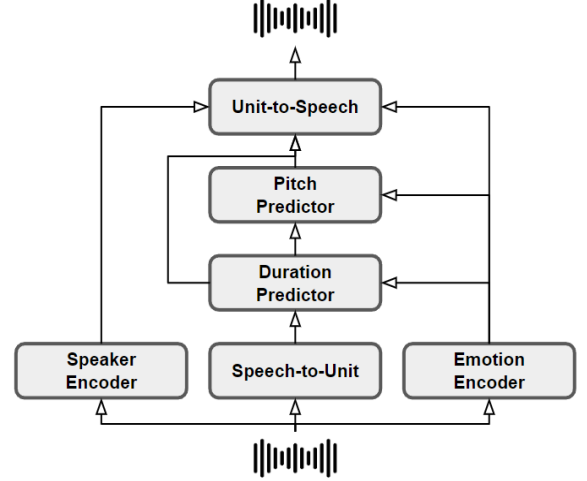 Unit-to-Speech
Pitch
Predictor
Duration
Predictor
Speaker
Encoder
Speech-to-Unit
Emotion
Encoder